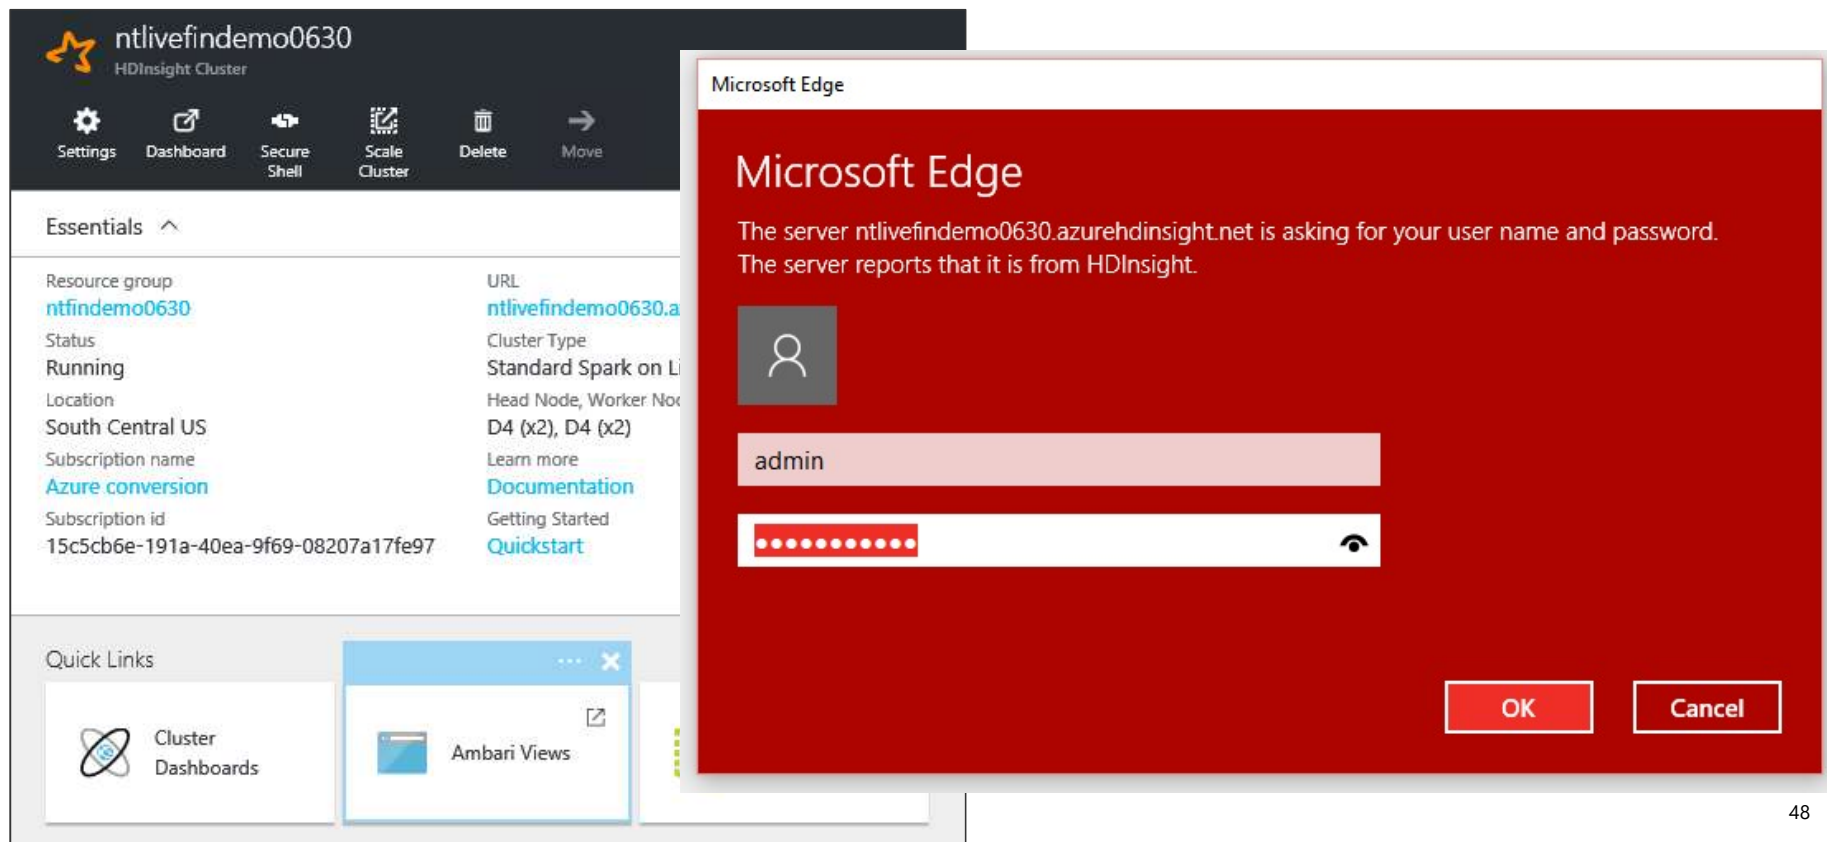 ntlivefindemo0630
HDInsight Cluster
Settings
Dashboard
Secure
Shell
Scale
Cluster
Delete
Move
Essentials
Resource group
ntfindemo0630
Status
Running
Location
South Central US
Subscription name
Azure conversion
Subscription id
15c5cb6e-191a-40ea-9f69-08207a17fe97
URL
ntlivefindemo0630.a
Cluster Type
Standard Spark on Li
Head Node, Worker Noc
D4 (x2), D4 (x2)
Learn more
Documentation
Getting Started
Quickstart
Quick Links
Cluster
Dashboards
Ambari Views
Microsoft Edge
Microsoft Edge
The server ntlivefindemo0630.azurehdinsight.net is asking for your user name and password.
The server reports that it is from HDInsight.
admin
OK
Cancel
48